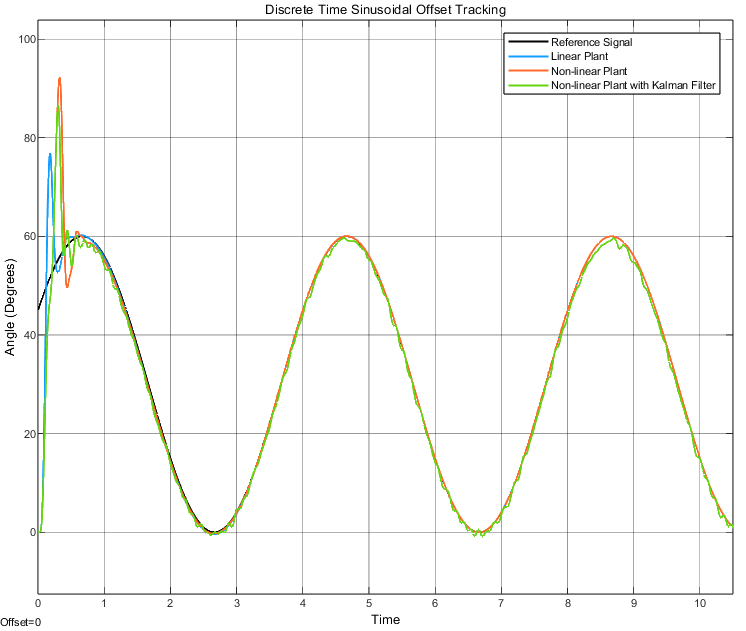 Discrete Time Sinusoidal Offset Tracking
Reference Signal
Linear Plant
Non-linear Plant
Non-linear Plant with Kalman Filter
100
80
60
40
20
0
Angle (Degrees)
0 1 2 3 4 5 6 7 8 9 10
Time
Offset=0